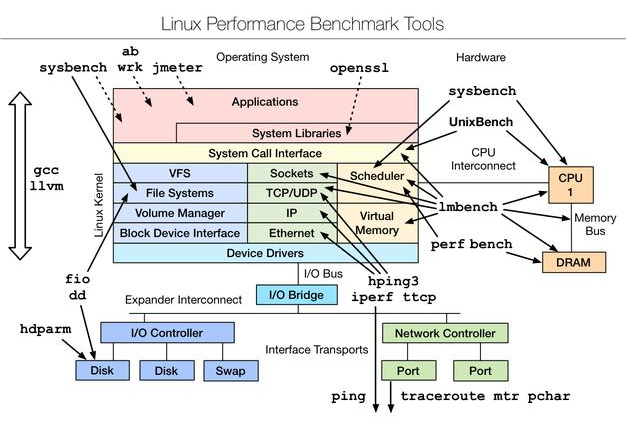 Linux Performance Benchmark Tools
Operating System
Hardware
ab
wrk
jmeter
sysbench
openssl
sysbench
UnixBench
Applications
System Libraries
System Call Interface
VFS
Sockets
Scheduler
File Systems
TCP/UDP
Volume Manager
IP
Virtual
Memory
Block Device Interface
Ethernet
Device Drivers
Linux Kernel
gcc
llvm
CPU
Interconnect
CPU
1
lmbench
Memory
Bus
perf bench
DRAM
I/O Bus
fio
dd
hping3
iperf ttcp
I/O Bridge
Expander Interconnect
hdparm
I/O Controller
Network Controller
Interface Transports
Disk
Disk
Swap
Port
Port
ping
traceroute mtr pchar